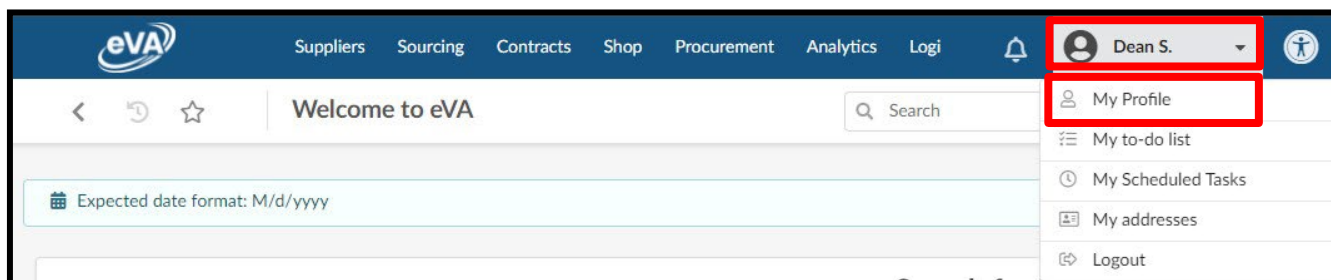 eVA Suppliers Sourcing Contracts Shop Procurement Analytics Logi Dean S.
Welcome to eVA Search
My Profile
My to-do list
Expected date format: M/d/yyyy
My Scheduled Tasks
My addresses
Logout